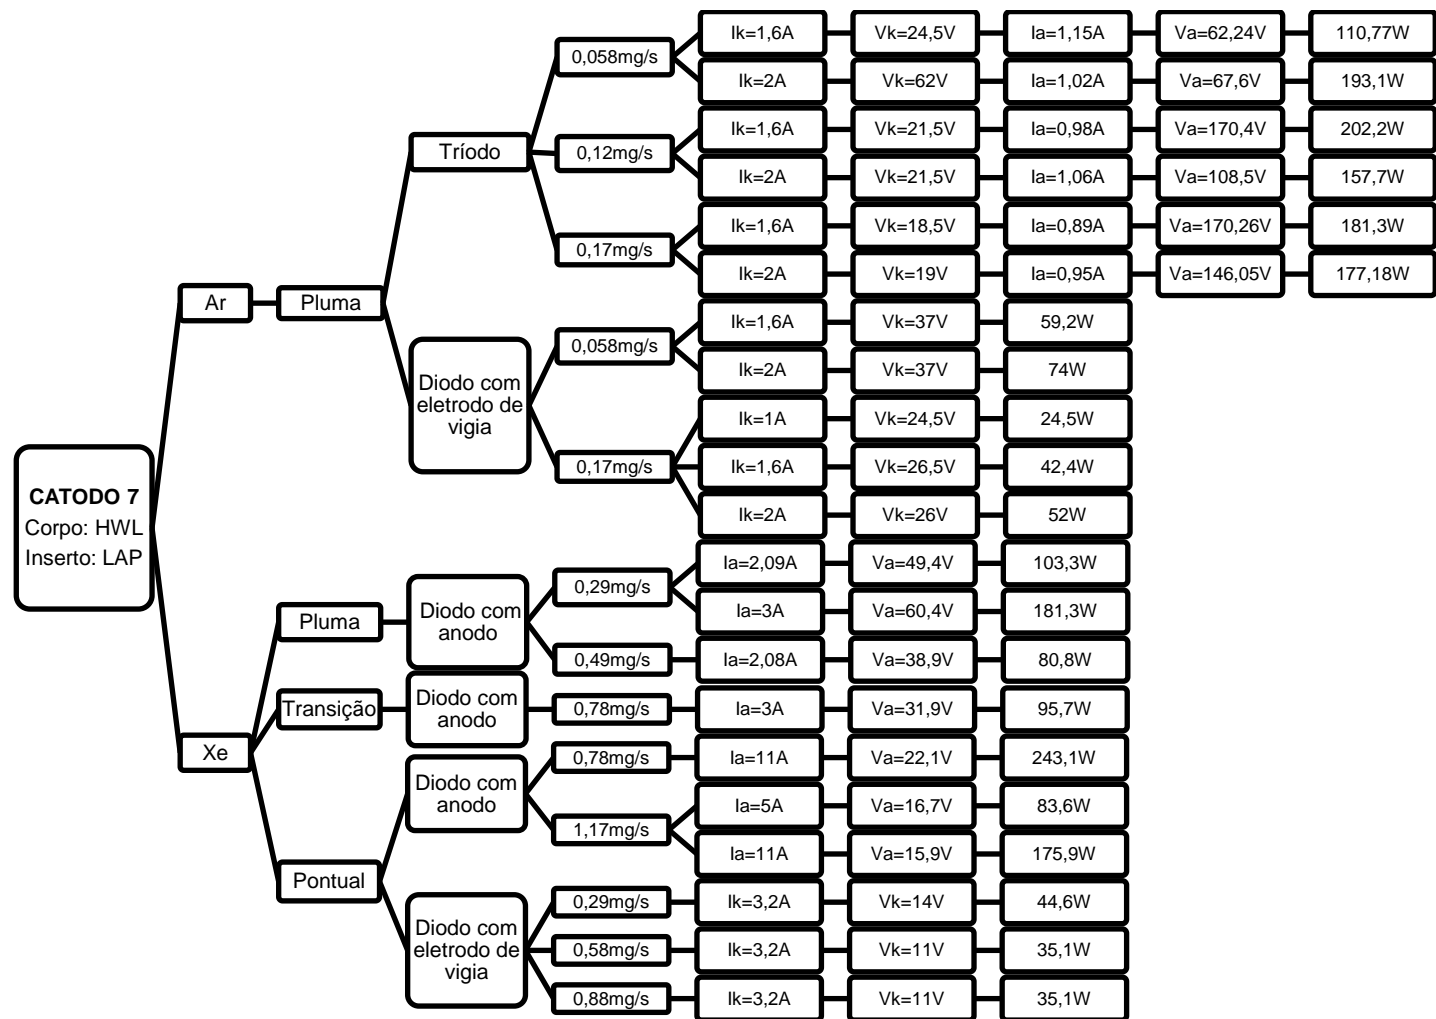 CATODO 7
Corpo: HWL
Inserto: LAP
Ar
Pluma
Tríodo
0,058mg/s
Ik=1,6A
Vk=24,5V
Ia=1,15A
Va=62,24V
110,77W
Ik=2A
Vk=62V
Ia=1,02A
Va=67,6V
193,1W
0,12mg/s
Ik=1,6A
Vk=21,5V
Ia=0,98A
Va=170,4V
202,2W
Ik=2A
Vk=21,5V
Ia=1,06A
Va=108,5V
157,7W
0,17mg/s
Ik=1,6A
Vk=18,5V
Ia=0,89A
Va=170,26V
181,3W
Ik=2A
Vk=19V
Ia=0,95A
Va=146,05V
177,18W
Diodo com
eletrodo de
vigia
0,058mg/s
Ik=1,6A
Vk=37V
59,2W
Ik=2A
Vk=37V
74W
0,17mg/s
Ik=1A
Vk=24,5V
24,5W
Ik=1,6A
Vk=26,5V
42,4W
Ik=2A
Vk=26V
52W
Xe
Pluma
Diodo com
anodo
0,29mg/s
Ia=2,09A
Va=49,4V
103,3W
Ia=3A
Va=60,4V
181,3W
0,49mg/s
Ia=2,08A
Va=38,9V
80,8W
Transição
Diodo com
anodo
0,78mg/s
Ia=3A
Va=31,9V
95,7W
Pontual
Diodo com
anodo
0,78mg/s
Ia=11A
Va=22,1V
243,1W
1,17mg/s
Ia=5A
Va=16,7V
83,6W
Ia=11A
Va=15,9V
175,9W
Diodo com
eletrodo de
vigia
0,29mg/s
Ik=3,2A
Vk=14V
44,6W
0,58mg/s
Ik=3,2A
Vk=11V
35,1W
0,88mg/s
Ik=3,2A
Vk=11V
35,1W